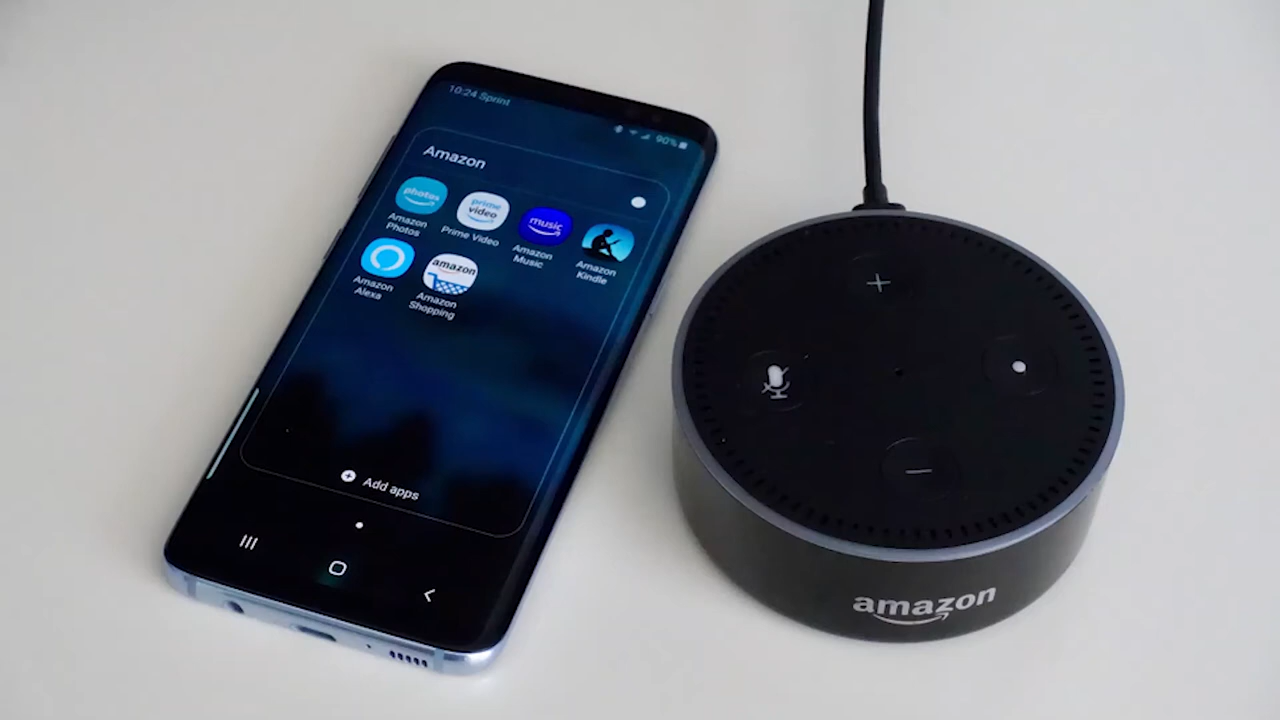 10:24 Sprint
90%
Amazon
photos
prime
video
music
Amazon
Photos
Prime Video
Amazon
Music
Amazon
Kindle
amazon
Amazon
Alexa
Amazon
Shopping
Add apps
amazon